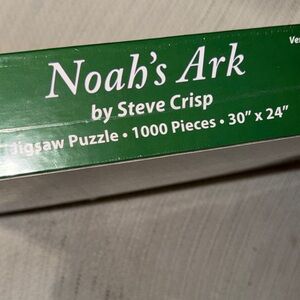 Noah's Ark
by Steve Crisp
Jigsaw Puzzle • 1000 Pieces • 30" x 24"